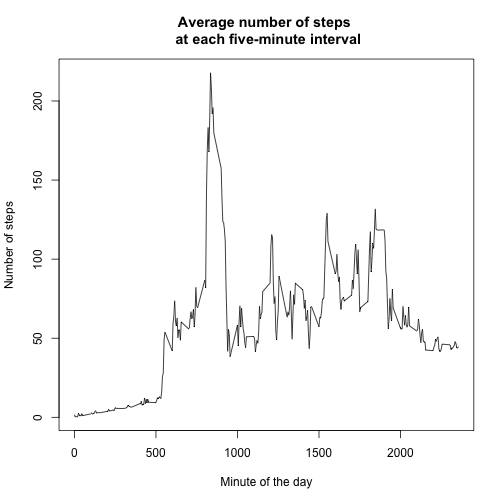 Average number of steps
at each five-minute interval
Number of steps
200
150
100
50
0
0 500 1000 1500 2000
Minute of the day